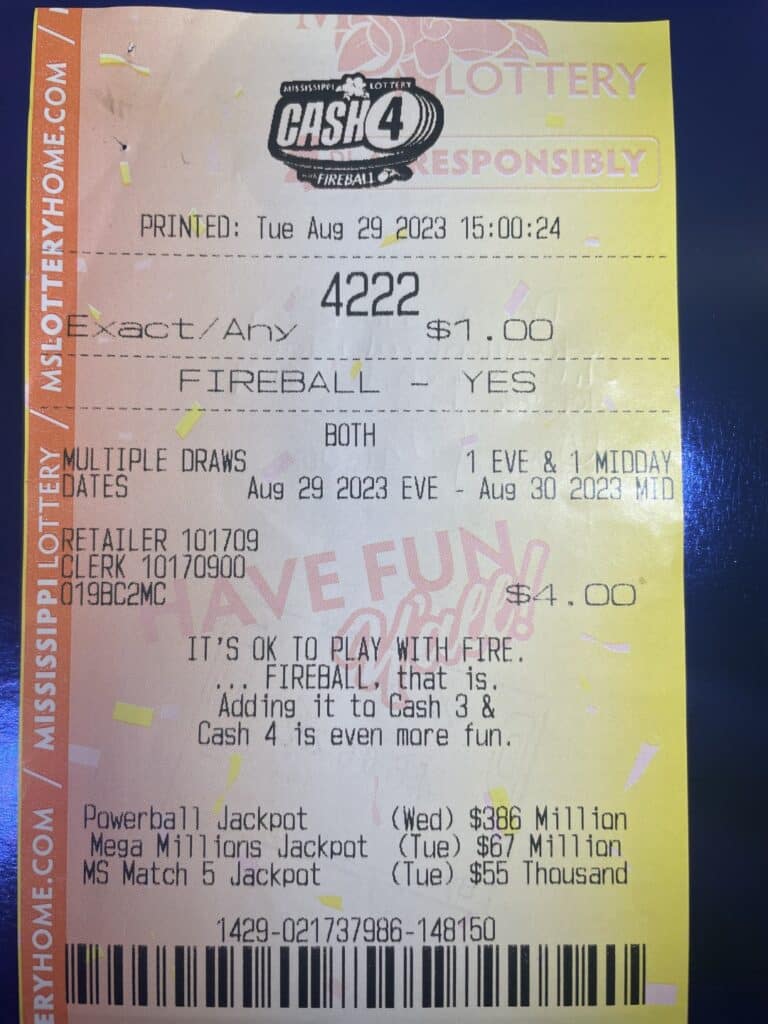 MISSISSIPPI LOTTERY
LOTTERY
CASH 4
FIREBALL
RESPONSIBLY
PRINTED: Tue Aug 29 2023 15:00:24
4222
Exact/Any $1.00
FIREBALL - YES
BOTH
MULTIPLE DRAWS 1 EVE & 1 MIDDAY
DATES Aug 29 2023 EVE - Aug 30 2023 MID
RETAILER 101709
CLERK 10170900
019BC2MC $4.00
HAVE FUN
Y'all!
IT'S OK TO PLAY WITH FIRE.
... FIREBALL, that is.
Adding it to Cash 3 &
Cash 4 is even more fun.
Powerball Jackpot (Wed) $386 Million
Mega Millions Jackpot (Tue) $67 Million
MS Match 5 Jackpot (Tue) $55 Thousand
1429-021737986-148150
ERYHOME.COM / MISSISSIPPI LOTTERY / MSLOTTERYHOME.COM /